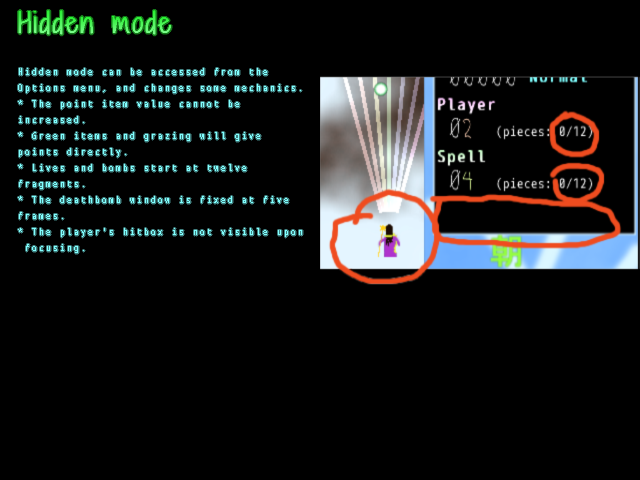 Hidden mode
Hidden mode can be accessed from the
Options menu, and changes some mechanics.
* The point item value cannot be
increased.
* Green items and grazing will give
points directly.
* Lives and bombs start at twelve
fragments.
* The deathbomb window is fixed at five
frames.
* The player's hitbox is not visible upon
focusing.
00000 Normal
Player
02 (pieces: 0/12)
Spell
04 (pieces: 0/12)
朝